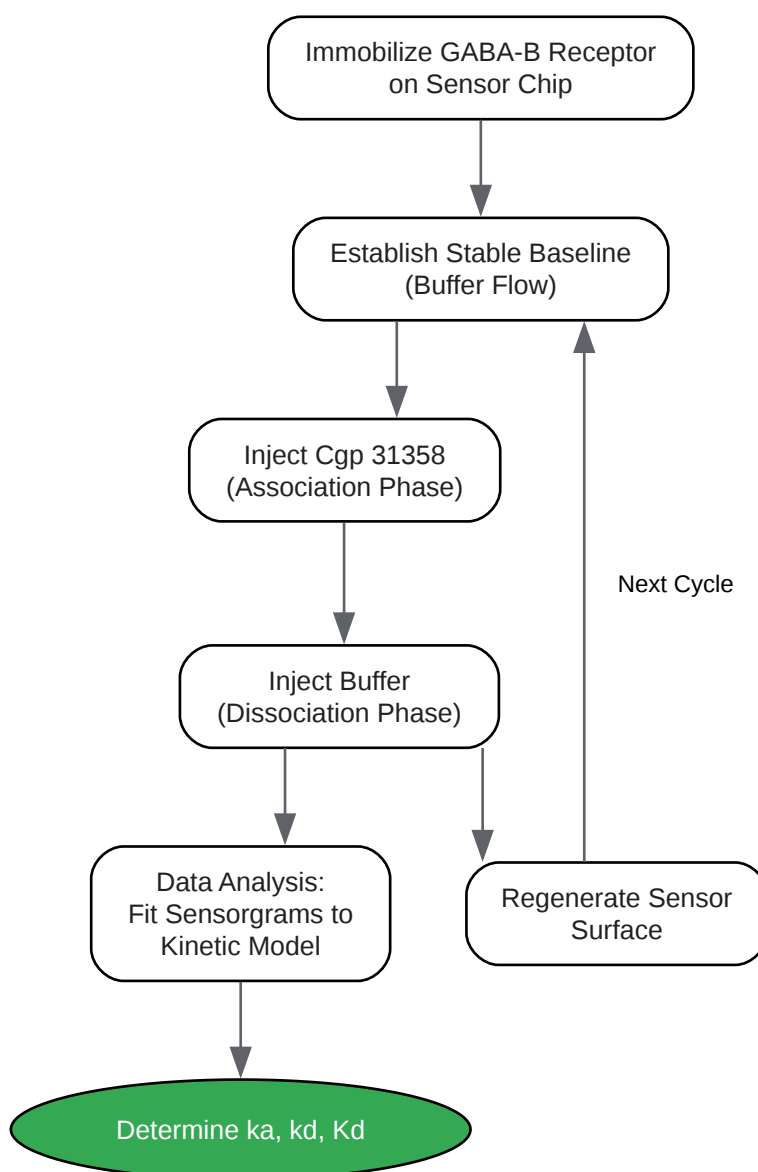 Immobilize GABA-B Receptor
on Sensor Chip
Establish Stable Baseline
(Buffer Flow)
Inject Cgp 31358
(Association Phase)
Next Cycle
Inject Buffer
(Dissociation Phase)
Data Analysis:
Fit Sensorgrams to
Kinetic Model
Regenerate Sensor
Surface
Determine ka, kd, Kd